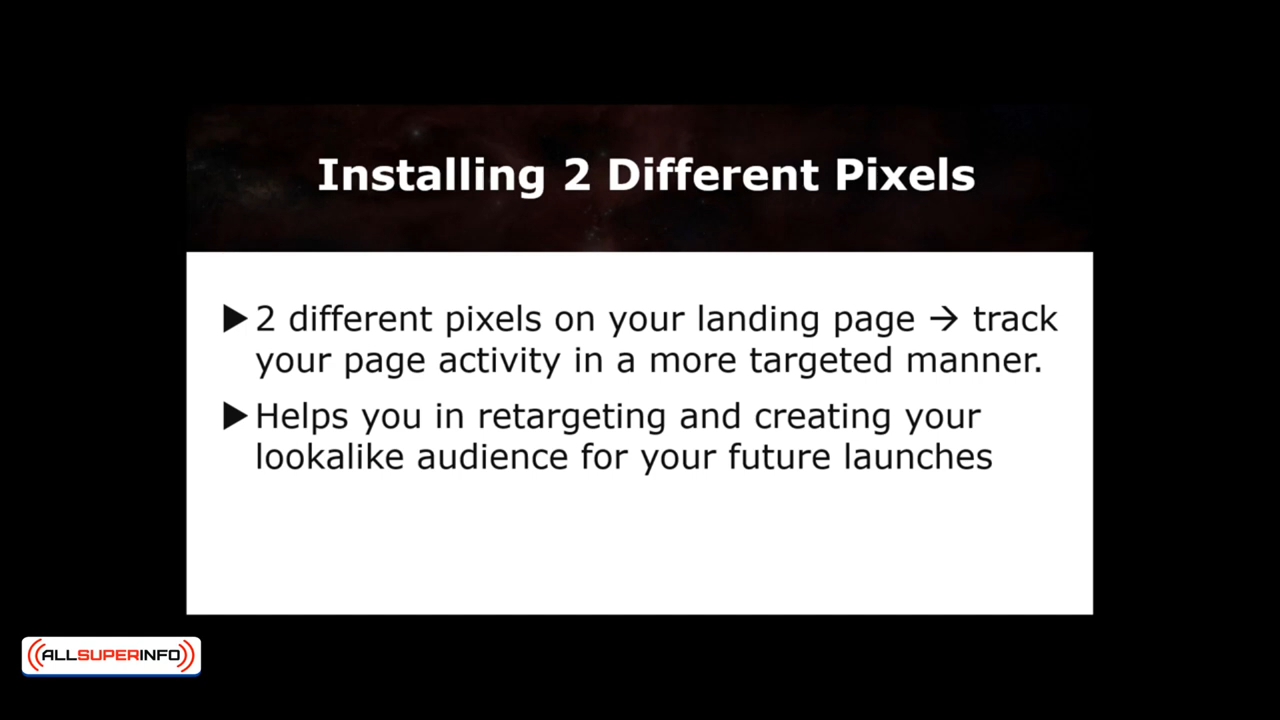 Installing 2 Different Pixels
▶2 different pixels on your landing page → track
your page activity in a more targeted manner.
▶Helps you in retargeting and creating your
lookalike audience for your future launches
((ALLSUPERINFO))